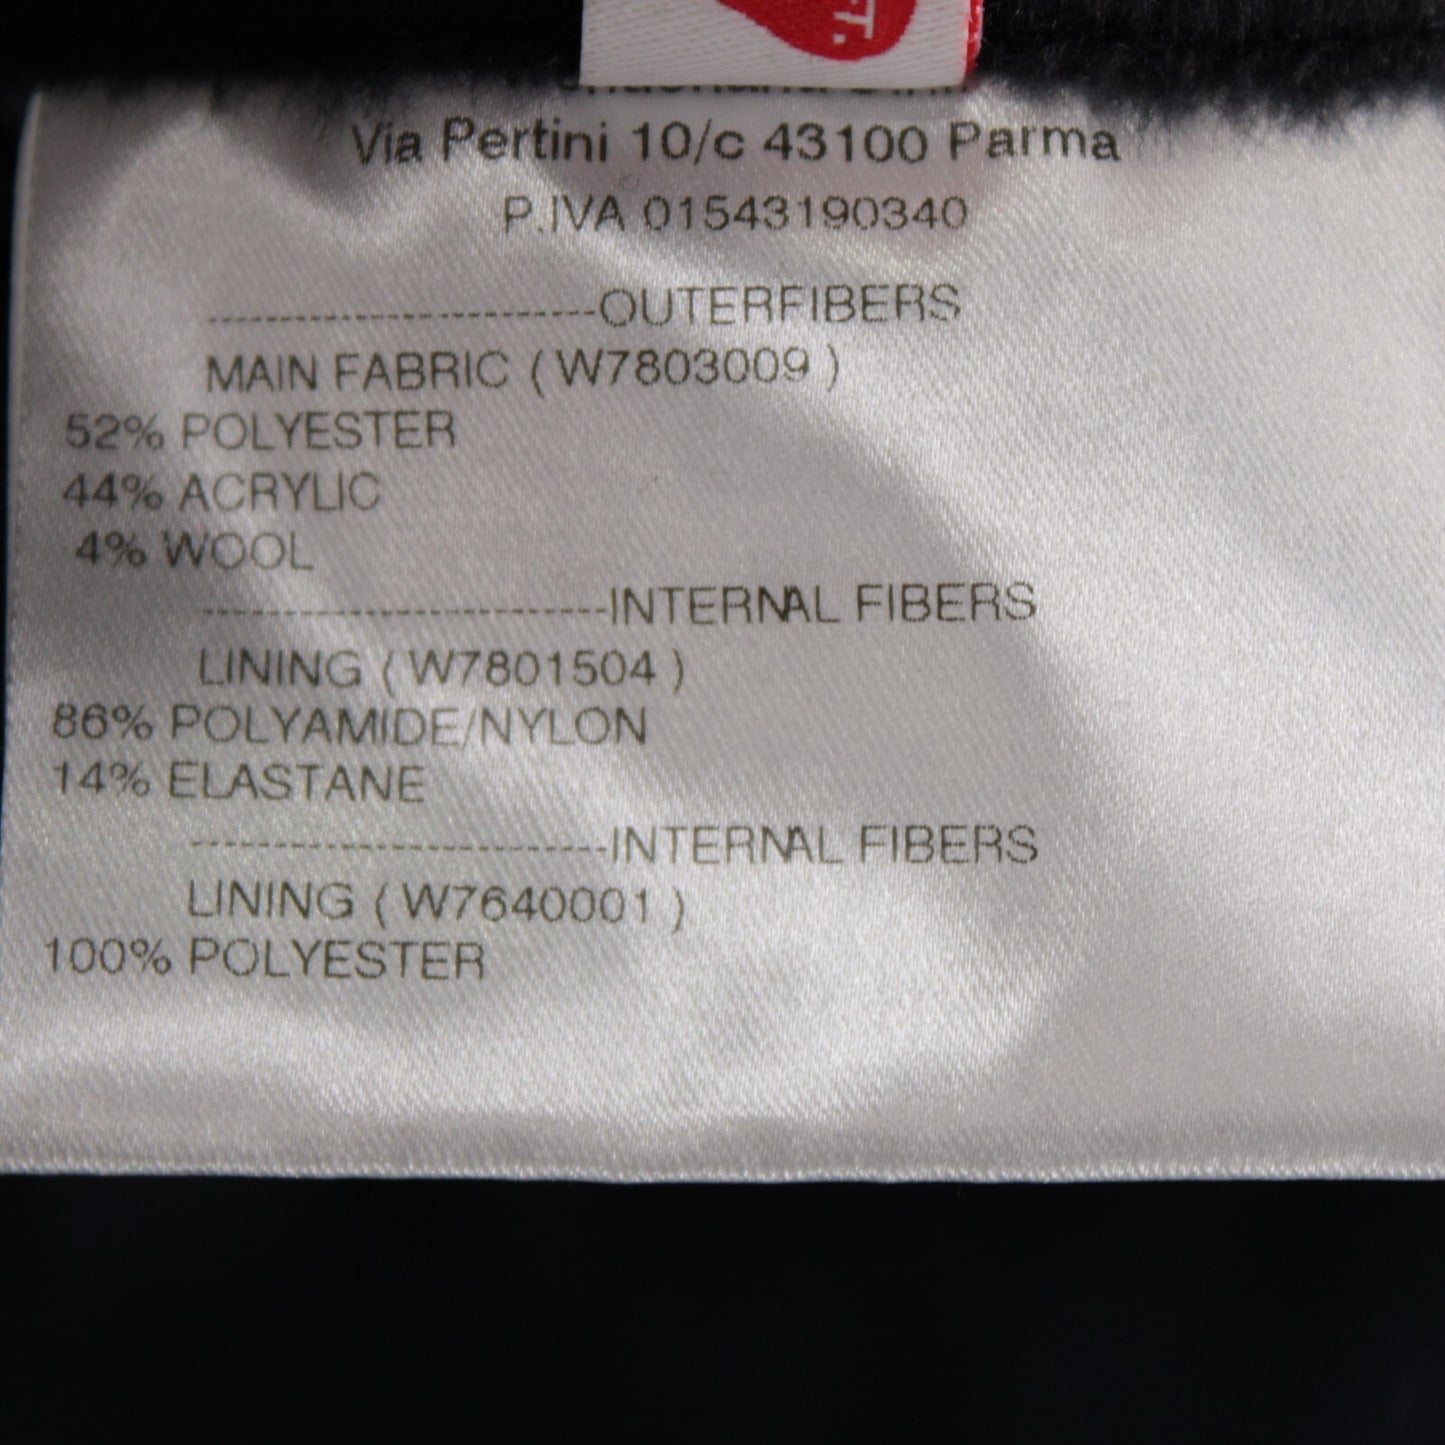 T.
Via Pertini 10/c 43100 Parma
P.IVA 01543190340
------------------------OUTERFIBERS
MAIN FABRIC ( W7803009 )
52% POLYESTER
44% ACRYLIC
4% WOOL
------------------------INTERNAL FIBERS
LINING ( W7801504 )
86% POLYAMIDE/NYLON
14% ELASTANE
------------------------INTERNAL FIBERS
LINING ( W7640001 )
100% POLYESTER